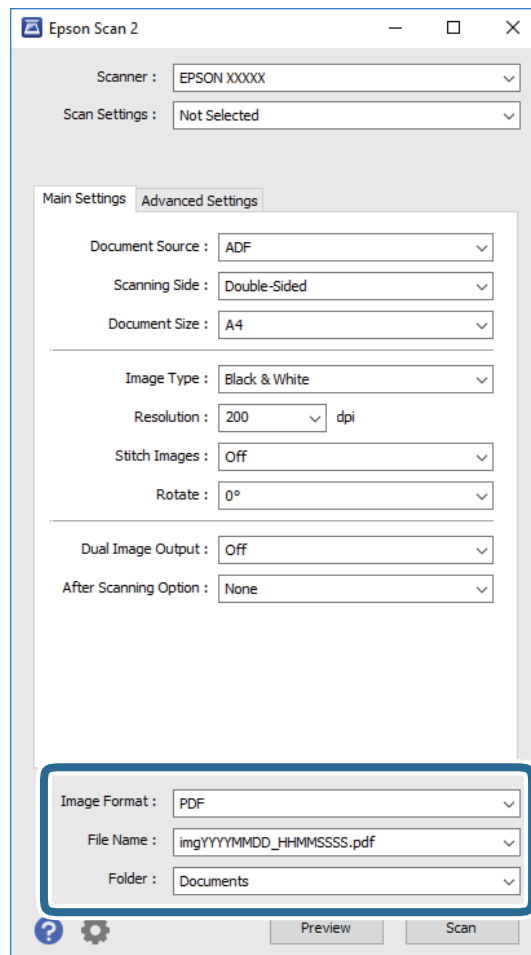 Epson Scan 2
Scanner : EPSON XXXXX
Scan Settings : Not Selected
Main Settings Advanced Settings
Document Source : ADF
Scanning Side : Double-Sided
Document Size : A4
Image Type : Black & White
Resolution : 200 dpi
Stitch Images : Off
Rotate : 0°
Dual Image Output : Off
After Scanning Option : None
Image Format : PDF
File Name : imgYYYYMMDD_HHMMSSSS.pdf
Folder : Documents
? Preview Scan